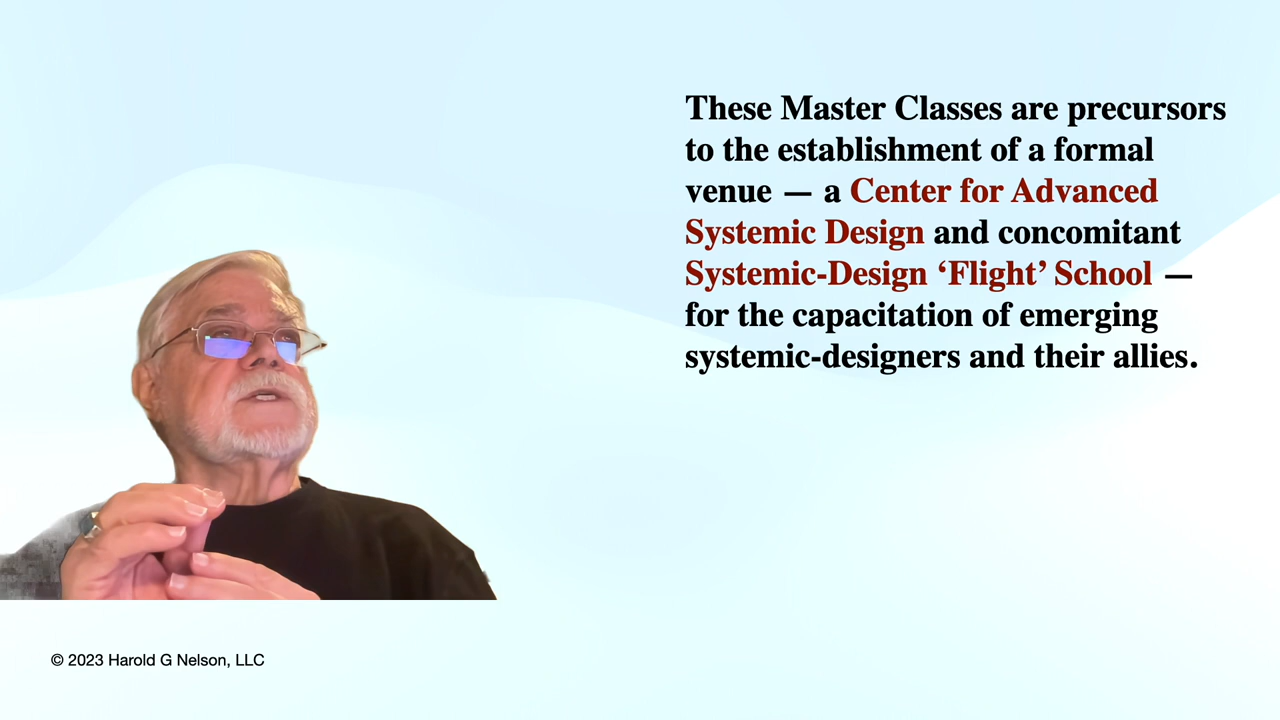 These Master Classes are precursors
to the establishment of a formal
venue — a Center for Advanced
Systemic Design and concomitant
Systemic-Design ‘Flight’ School —
for the capacitation of emerging
systemic-designers and their allies.
© 2023 Harold G Nelson, LLC